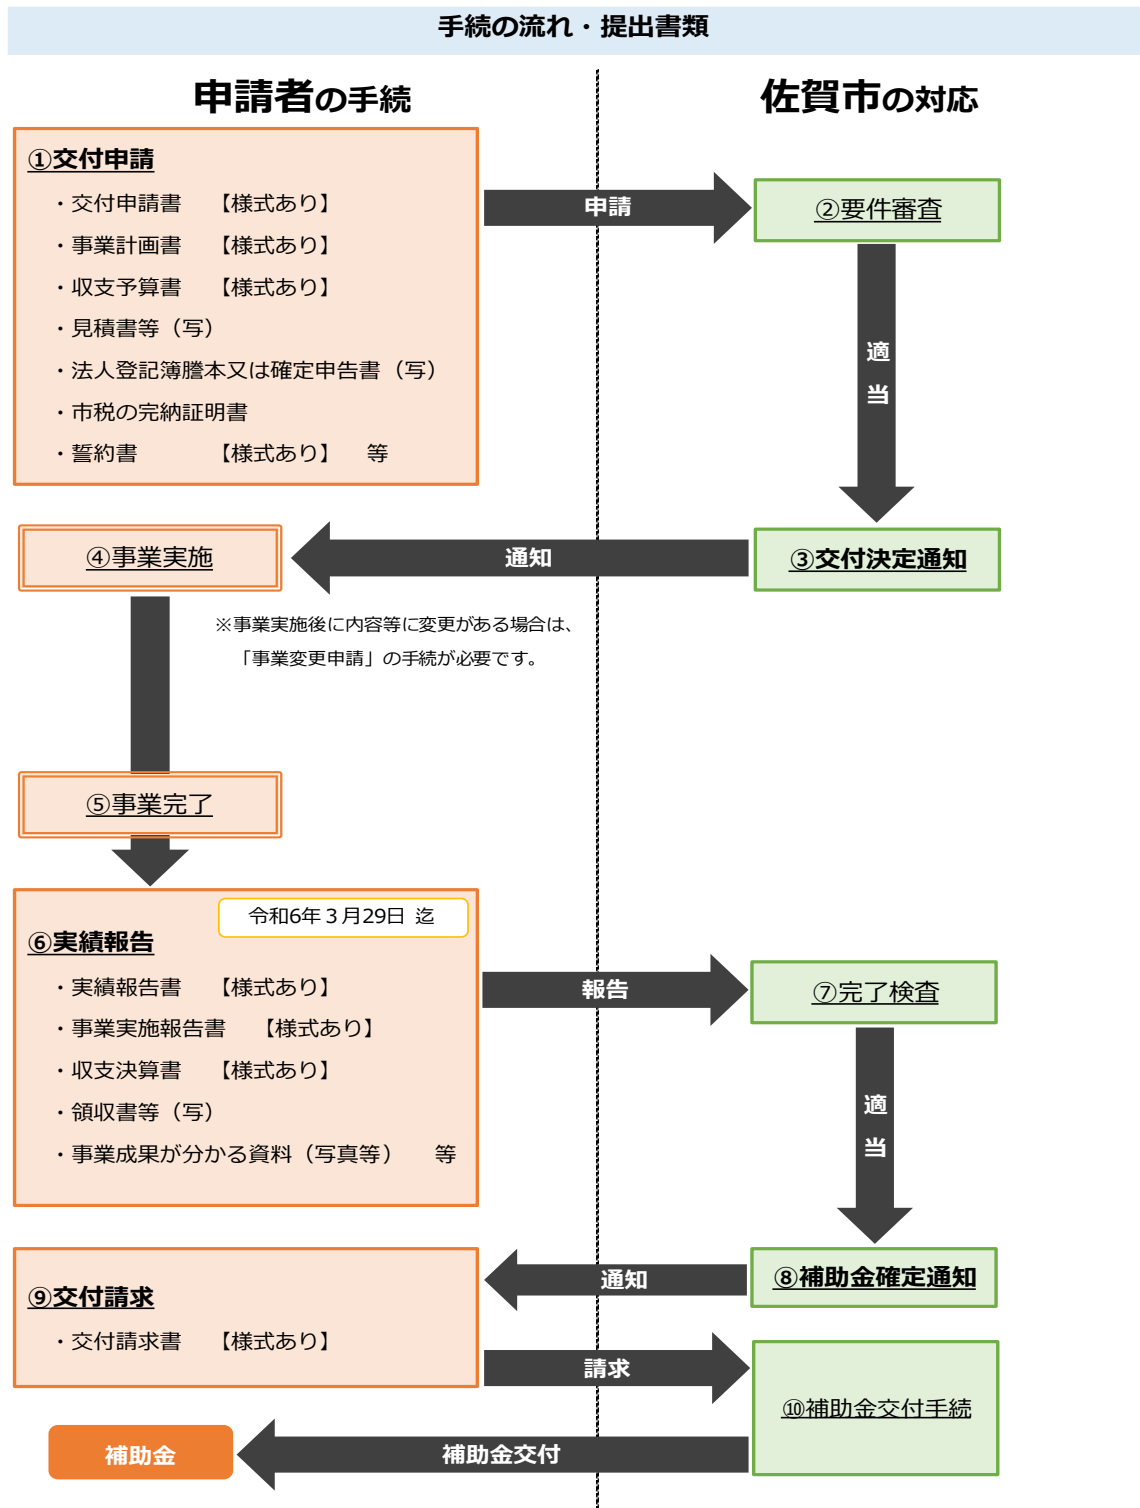 手続の流れ・提出書類
申請者の手続
佐賀市の対応
①交付申請
・交付申請書　【様式あり】
・事業計画書　【様式あり】
・収支予算書　【様式あり】
・見積書等（写）
・法人登記簿謄本又は確定申告書（写）
・市税の完納証明書
・誓約書　　　【様式あり】　等
申請
②要件審査
適
当
③交付決定通知
通知
④事業実施
※事業実施後に内容等に変更がある場合は、
「事業変更申請」の手続が必要です。
⑤事業完了
令和6年３月29日 迄
⑥実績報告
・実績報告書　【様式あり】
・事業実施報告書　【様式あり】
・収支決算書　【様式あり】
・領収書等（写）
・事業成果が分かる資料（写真等）　等
報告
⑦完了検査
適
当
⑧補助金確定通知
通知
⑨交付請求
・交付請求書　【様式あり】
請求
⑩補助金交付手続
補助金交付
補助金